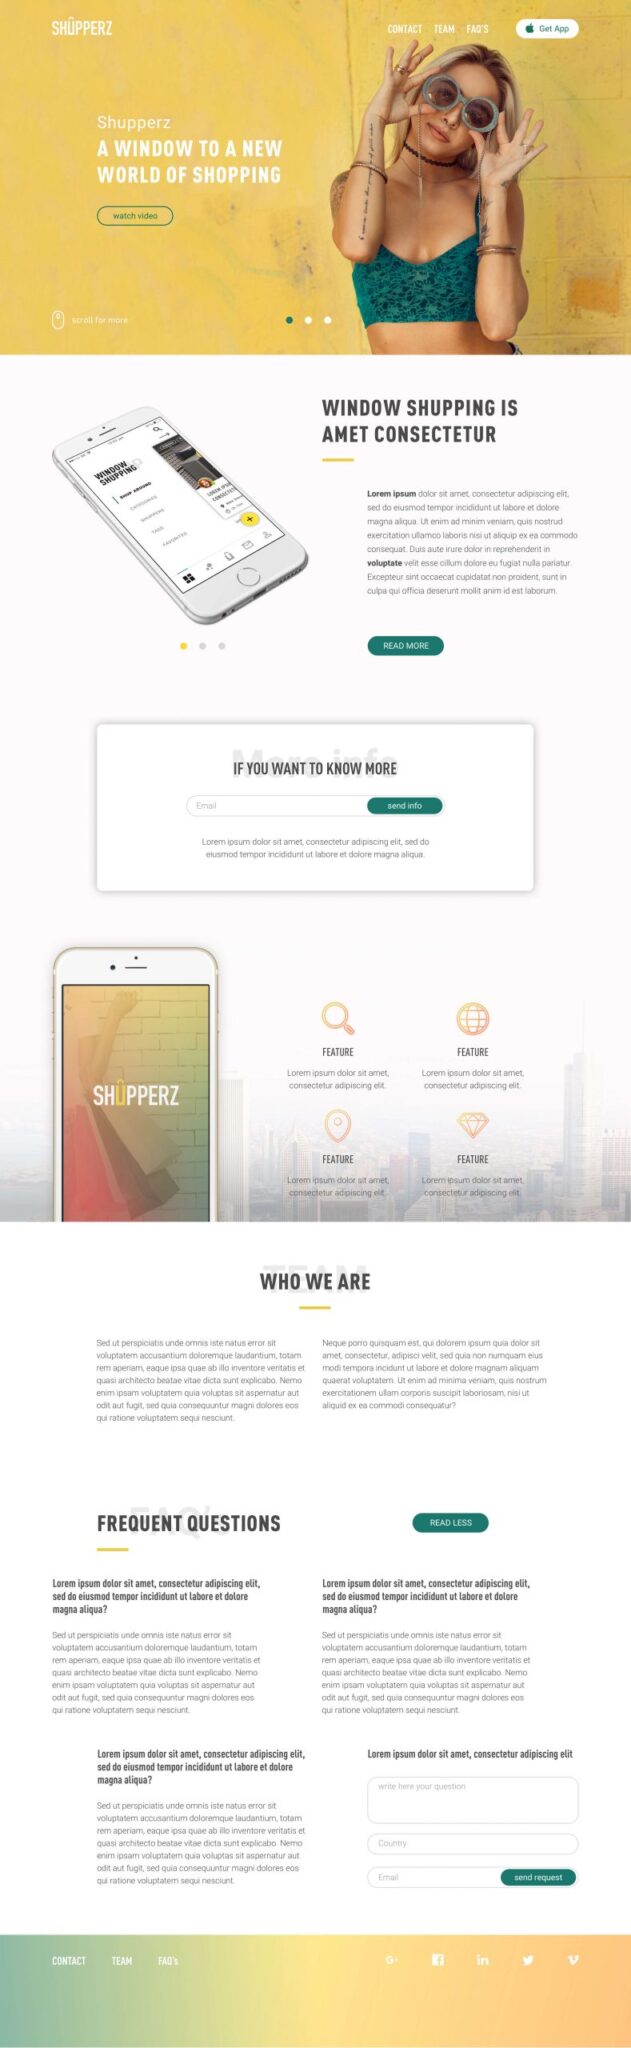 SHÜPPERZ
CONTACT TEAM FAQ'S Get App
Shupperz
A WINDOW TO A NEW
WORLD OF SHOPPING
watch video
scroll for more
WINDOW SHUPPING IS
AMET CONSECTETUR
WINDOW
SHUPPING
SHUP AROUND
CATEGORIES
SHUPPERS
TAGS
FAVORITES
Lorem ipsum dolor sit amet, consectetur adipiscing elit,
sed do eiusmod tempor incididunt ut labore et dolore
magna aliqua. Ut enim ad minim veniam, quis nostrud
exercitation ullamco laboris nisi ut aliquip ex ea commodo
consequat. Duis aute irure dolor in reprehenderit in
voluptate velit esse cillum dolore eu fugiat nulla pariatur.
Excepteur sint occaecat cupidatat non proident, sunt in
culpa qui officia deserunt mollit anim id est laborum.
READ MORE
More info
IF YOU WANT TO KNOW MORE
Email send info
Lorem ipsum dolor sit amet, consectetur adipiscing elit, sed do
eiusmod tempor incididunt ut labore et dolore magna aliqua.
SHÜPPERZ
FEATURE
Lorem ipsum dolor sit amet,
consectetur adipiscing elit.
FEATURE
Lorem ipsum dolor sit amet,
consectetur adipiscing elit.
FEATURE
Lorem ipsum dolor sit amet,
consectetur adipiscing elit.
FEATURE
Lorem ipsum dolor sit amet,
consectetur adipiscing elit.
TEAM
WHO WE ARE
Sed ut perspiciatis unde omnis iste natus error sit
voluptatem accusantium doloremque laudantium, totam
rem aperiam, eaque ipsa quae ab illo inventore veritatis et
quasi architecto beatae vitae dicta sunt explicabo. Nemo
enim ipsam voluptatem quia voluptas sit aspernatur aut
odit aut fugit, sed quia consequuntur magni dolores eos
qui ratione voluptatem sequi nesciunt.
Neque porro quisquam est, qui dolorem ipsum quia dolor sit
amet, consectetur, adipisci velit, sed quia non numquam eius
modi tempora incidunt ut labore et dolore magnam aliquam
quaerat voluptatem. Ut enim ad minima veniam, quis nostrum
exercitationem ullam corporis suscipit laboriosam, nisi ut
aliquid ex ea commodi consequatur?
FAQ's
FREQUENT QUESTIONS
READ LESS
Lorem ipsum dolor sit amet, consectetur adipiscing elit,
sed do eiusmod tempor incididunt ut labore et dolore
magna aliqua?
Sed ut perspiciatis unde omnis iste natus error sit
voluptatem accusantium doloremque laudantium, totam
rem aperiam, eaque ipsa quae ab illo inventore veritatis et
quasi architecto beatae vitae dicta sunt explicabo. Nemo
enim ipsam voluptatem quia voluptas sit aspernatur aut
odit aut fugit, sed quia consequuntur magni dolores eos
qui ratione voluptatem sequi nesciunt.
Lorem ipsum dolor sit amet, consectetur adipiscing elit,
sed do eiusmod tempor incididunt ut labore et dolore
magna aliqua?
Sed ut perspiciatis unde omnis iste natus error sit
voluptatem accusantium doloremque laudantium, totam
rem aperiam, eaque ipsa quae ab illo inventore veritatis et
quasi architecto beatae vitae dicta sunt explicabo. Nemo
enim ipsam voluptatem quia voluptas sit aspernatur aut
odit aut fugit, sed quia consequuntur magni dolores eos
qui ratione voluptatem sequi nesciunt.
Lorem ipsum dolor sit amet, consectetur adipiscing elit,
sed do eiusmod tempor incididunt ut labore et dolore
magna aliqua?
Sed ut perspiciatis unde omnis iste natus error sit
voluptatem accusantium doloremque laudantium, totam
rem aperiam, eaque ipsa quae ab illo inventore veritatis et
quasi architecto beatae vitae dicta sunt explicabo. Nemo
enim ipsam voluptatem quia voluptas sit aspernatur aut
odit aut fugit, sed quia consequuntur magni dolores eos
qui ratione voluptatem sequi nesciunt.
Lorem ipsum dolor sit amet, consectetur adipiscing elit
write here your question
Country
Email send request
CONTACT TEAM FAQ's